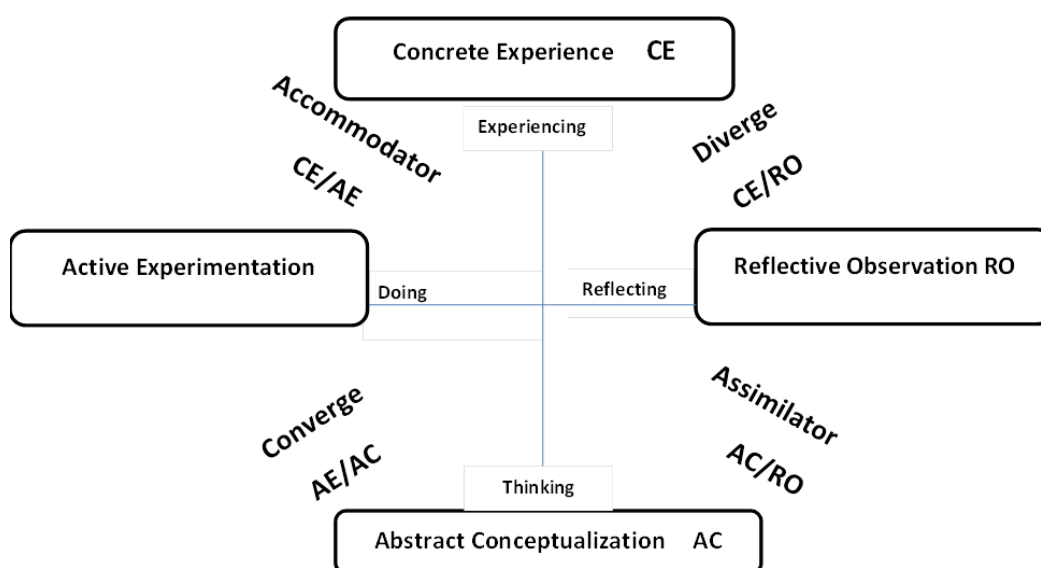 Concrete Experience CE
Accommodator
CE/AE
Experiencing
Diverge
CE/RO
Active Experimentation
Reflective Observation RO
Doing
Reflecting
Converge
AE/AC
Assimilator
AC/RO
Thinking
Abstract Conceptualization AC